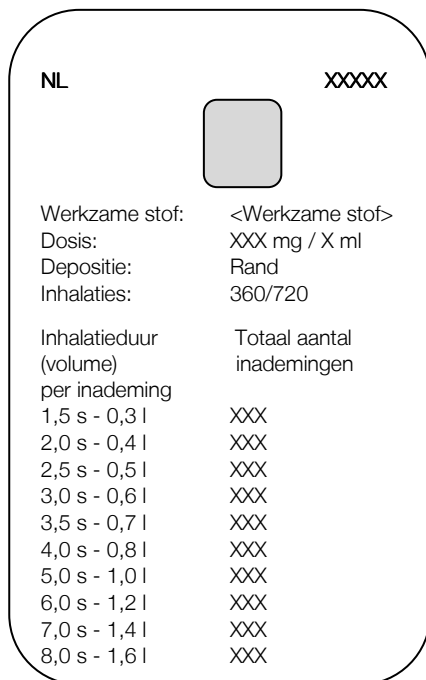 NL XXXXX
Werkzame stof: <Werkzame stof>
Dosis: XXX mg / X ml
Depositie: Rand
Inhalaties: 360/720
Inhalatieduur Totaal aantal
(volume) inademingen
per inademing
1,5 s - 0,3 l XXX
2,0 s - 0,4 l XXX
2,5 s - 0,5 l XXX
3,0 s - 0,6 l XXX
3,5 s - 0,7 l XXX
4,0 s - 0,8 l XXX
5,0 s - 1,0 l XXX
6,0 s - 1,2 l XXX
7,0 s - 1,4 l XXX
8,0 s - 1,6 l XXX